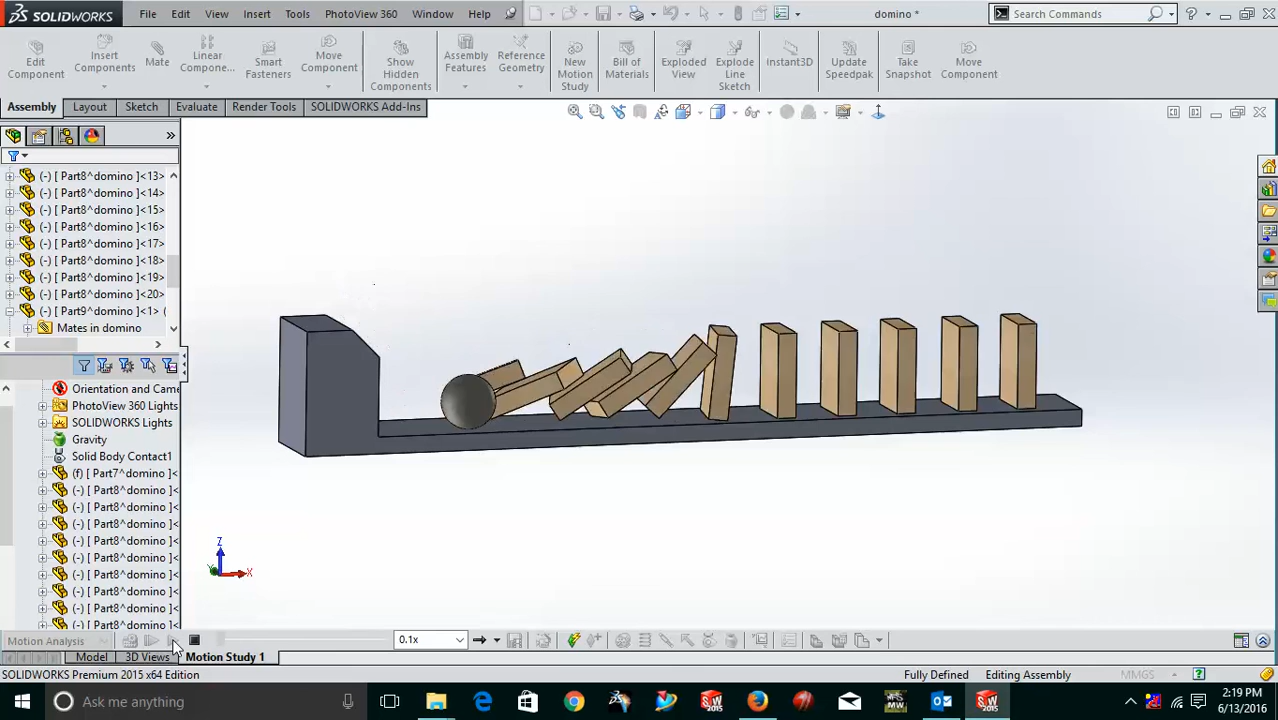 SOLIDWORKS File Edit View Insert Tools PhotoView 360 Window Help domino * Search Commands
Edit Component
Insert Components
Mate
Linear Compone...
Smart Fasteners
Move Component
Show Hidden Components
Assembly Features
Reference Geometry
New Motion Study
Bill of Materials
Exploded View
Explode Line Sketch
Instant3D
Update Speedpak
Take Snapshot
Move Component
Assembly Layout Sketch Evaluate Render Tools SOLIDWORKS Add-Ins
(-) [ Part8^domino ]<13>
(-) [ Part8^domino ]<14>
(-) [ Part8^domino ]<15>
(-) [ Part8^domino ]<16>
(-) [ Part8^domino ]<17>
(-) [ Part8^domino ]<18>
(-) [ Part8^domino ]<19>
(-) [ Part8^domino ]<20>
(-) [Part9^domino ]<1> (
Mates in domino
Orientation and Came
PhotoView 360 Lights
SOLIDWORKS Lights
Gravity
Solid Body Contact1
(f) [ Part7^domino ]<
(-) [ Part8^domino ]<
(-) [ Part8^domino ]<
(-) [ Part8^domino ]<
(-) [ Part8^domino ]<
(-) [ Part8^domino ]<
(-) [ Part8^domino ]<
(-) [ Part8^domino ]<
(-) [ Part8^domino ]<
(-) [ Part8^domino ]<
Z
Y X
Motion Analysis 0.1x
Model 3D Views Motion Study 1
SOLIDWORKS Premium 2015 x64 Edition Fully Defined Editing Assembly MMGS
Ask me anything 2:19 PM
6/13/2016